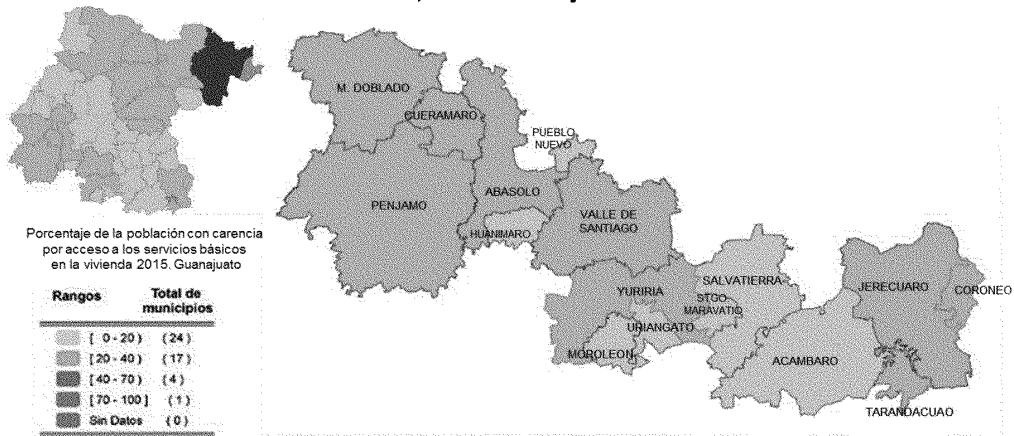 M. DOBLADO
CUERAMARO
PUEBLO
NUEVO
ABASOLO
PENJAMO
HUANIMARO
VALLE DE
SANTIAGO
SALVATIERRA
JERECUARO
CORONEO
YURIRIA
STGO
MARAVATIO
URIANGATO
MOROLEON
ACAMBARO
TARANDACUAO
Porcentaje de la población con carencia
por acceso a los servicios básicos
en la vivienda 2015. Guanajuato
Rangos Total de
municipios
[ 0 - 20 ) ( 24 )
[ 20 - 40 ) ( 17 )
[ 40 - 70 ) ( 4 )
[ 70 - 100 ] ( 1 )
Sin Datos ( 0 )